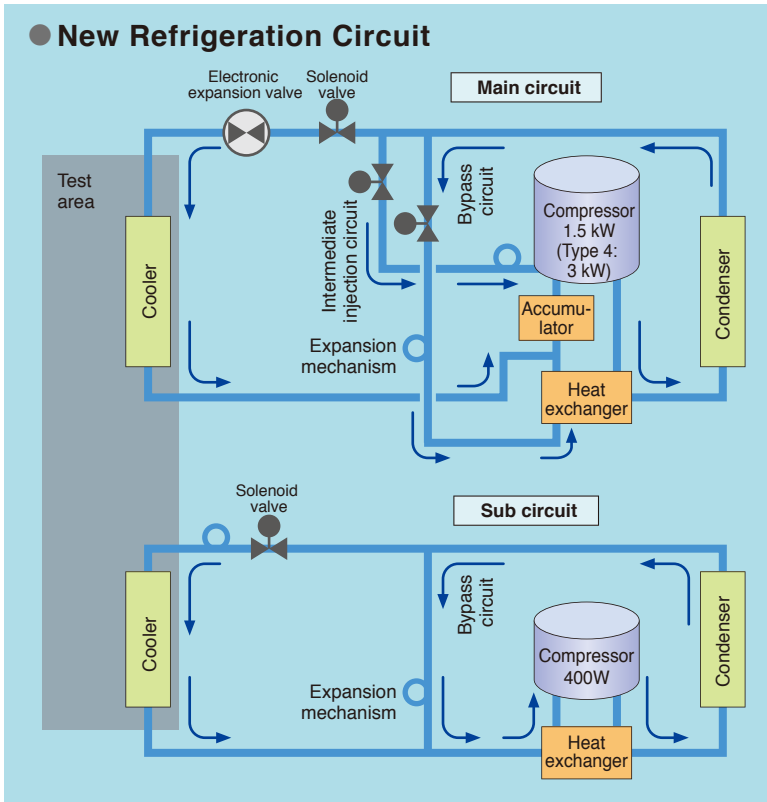 New Refrigeration Circuit
Electronic
expansion valve
Solenoid
valve
Main circuit
Test
area
Cooler
Intermediate
injection circuit
Bypass
circuit
Compressor
1.5 kW
(Type 4:
3 kW)
Accumu-
lator
Condenser
Expansion
mechanism
Heat
exchanger
Solenoid
valve
Sub circuit
Cooler
Bypass
circuit
Compressor
400W
Condenser
Expansion
mechanism
Heat
exchanger